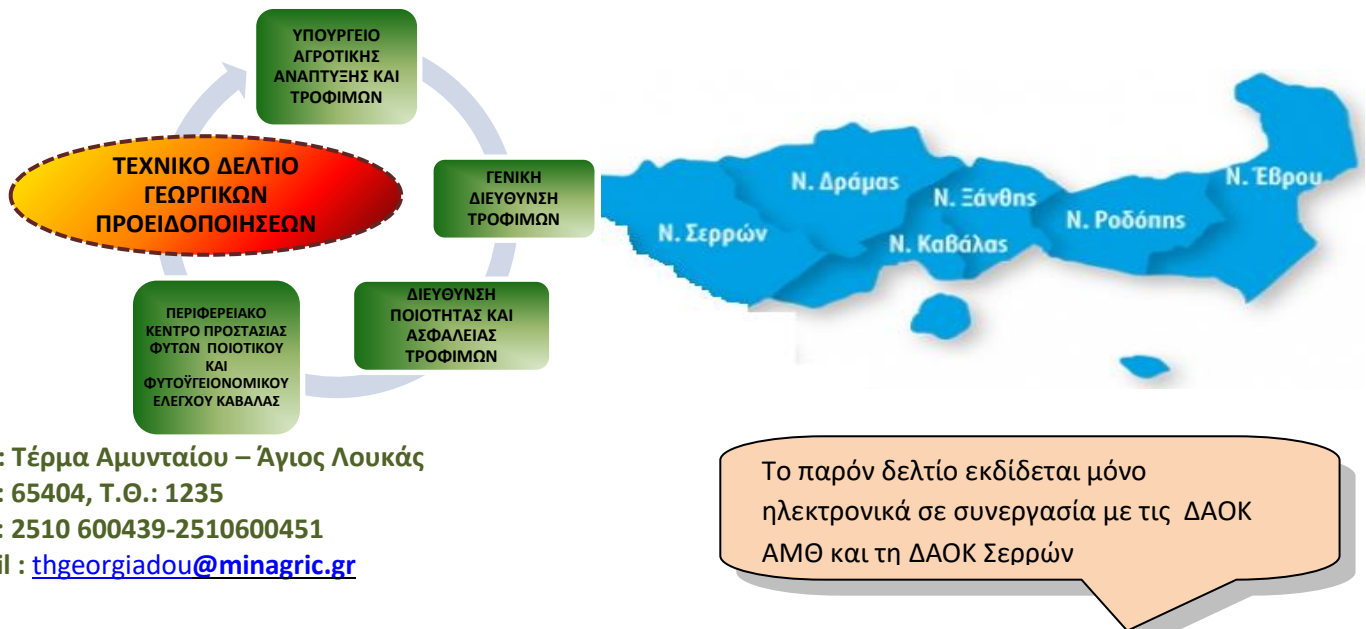 ΥΠΟΥΡΓΕΙΟ
ΑΓΡΟΤΙΚΗΣ
ΑΝΑΠΤΥΞΗΣ ΚΑΙ
ΤΡΟΦΙΜΩΝ
ΤΕΧΝΙΚΟ ΔΕΛΤΙΟ
ΓΕΩΡΓΙΚΩΝ
ΠΡΟΕΙΔΟΠΟΙΗΣΕΩΝ
ΓΕΝΙΚΗ
ΔΙΕΥΘΥΝΣΗ
ΤΡΟΦΙΜΩΝ
ΔΙΕΥΘΥΝΣΗ
ΠΟΙΟΤΗΤΑΣ ΚΑΙ
ΑΣΦΑΛΕΙΑΣ
ΤΡΟΦΙΜΩΝ
ΠΕΡΙΦΕΡΕΙΑΚΟ
ΚΕΝΤΡΟ ΠΡΟΣΤΑΣΙΑΣ
ΦΥΤΩΝ ΠΟΙΟΤΙΚΟΥ
ΚΑΙ
ΦΥΤΟΫΓΕΙΟΝΟΜΙΚΟΥ
ΕΛΕΓΧΟΥ ΚΑΒΑΛΑΣ
Ν. Σερρών
Ν. Δράμας
Ν. Καβάλας
Ν. Ξάνθης
Ν. Ροδόπης
Ν. Έβρου
: Τέρμα Αμυνταίου – Άγιος Λουκάς
: 65404, Τ.Θ.: 1235
: 2510 600439-2510600451
il : thgeorgiadou@minagric.gr
Το παρόν δελτίο εκδίδεται μόνο
ηλεκτρονικά σε συνεργασία με τις ΔΑΟΚ
ΑΜΘ και τη ΔΑΟΚ Σερρών